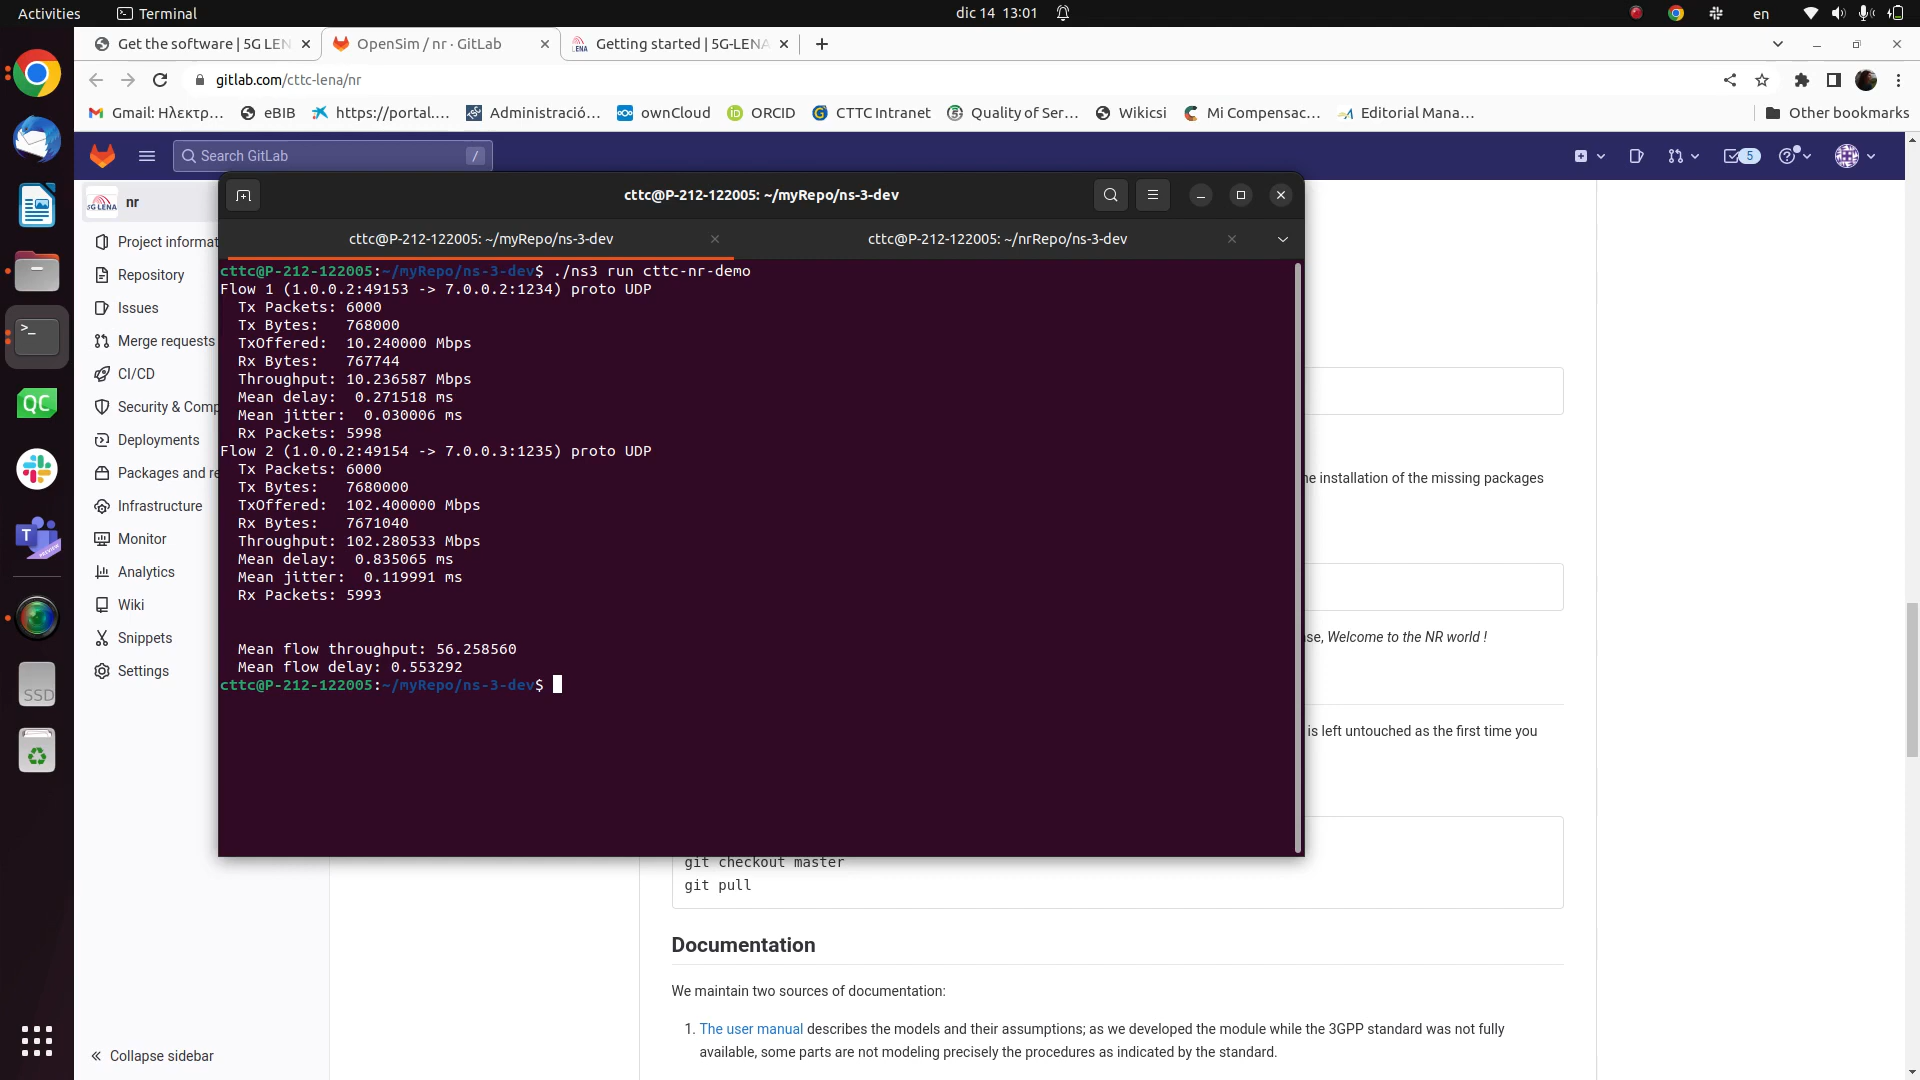 Activities
Terminal
dic 14 13:01
en
Get the software | 5G LEN
OpenSim / nr · GitLab
Getting started | 5G-LENA
gitlab.com/cttc-lena/nr
Gmail: Ηλεκτρ…
eBIB
https://portal.…
Administració…
ownCloud
ORCID
CTTC Intranet
Quality of Ser…
Wikicsi
Mi Compensac…
Editorial Mana…
Other bookmarks
Search GitLab
/
5
5G LENA
nr
Project informat
Repository
Issues
Merge requests
CI/CD
Security & Comp
Deployments
Packages and re
Infrastructure
Monitor
Analytics
Wiki
Snippets
Settings
Collapse sidebar
QC
T
PREVIEW
SSD
cttc@P-212-122005: ~/myRepo/ns-3-dev
cttc@P-212-122005: ~/myRepo/ns-3-dev
cttc@P-212-122005: ~/nrRepo/ns-3-dev
cttc@P-212-122005:~/myRepo/ns-3-dev$ ./ns3 run cttc-nr-demo
Flow 1 (1.0.0.2:49153 -> 7.0.0.2:1234) proto UDP
Tx Packets: 6000
Tx Bytes: 768000
TxOffered: 10.240000 Mbps
Rx Bytes: 767744
Throughput: 10.236587 Mbps
Mean delay: 0.271518 ms
Mean jitter: 0.030006 ms
Rx Packets: 5998
Flow 2 (1.0.0.2:49154 -> 7.0.0.3:1235) proto UDP
Tx Packets: 6000
Tx Bytes: 7680000
TxOffered: 102.400000 Mbps
Rx Bytes: 7671040
Throughput: 102.280533 Mbps
Mean delay: 0.835065 ms
Mean jitter: 0.119991 ms
Rx Packets: 5993
Mean flow throughput: 56.258560
Mean flow delay: 0.553292
cttc@P-212-122005:~/myRepo/ns-3-dev$
he installation of the missing packages
se, Welcome to the NR world !
is left untouched as the first time you
git checkout master
git pull
Documentation
We maintain two sources of documentation:
1. The user manual describes the models and their assumptions; as we developed the module while the 3GPP standard was not fully
available, some parts are not modeling precisely the procedures as indicated by the standard.